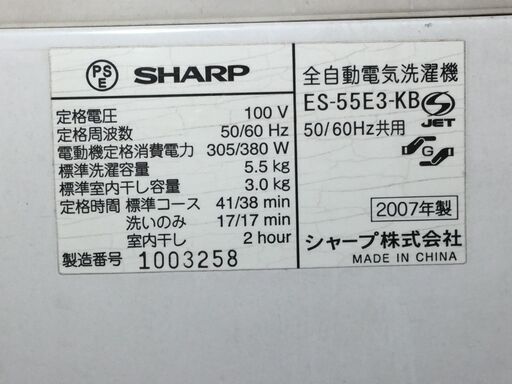 PS
E
SHARP
定格電圧 100 V
定格周波数 50/60 Hz
電動機定格消費電力 305/380 W
標準洗濯容量 5.5 kg
標準室内干し容量 3.0 kg
定格時間 標準コース 41/38 min
洗いのみ 17/17 min
室内干し 2 hour
製造番号 1003258
全自動電気洗濯機
ES-55E3-KB
50/60Hz共用
S
JET
G
2007年製
シャープ株式会社
MADE IN CHINA